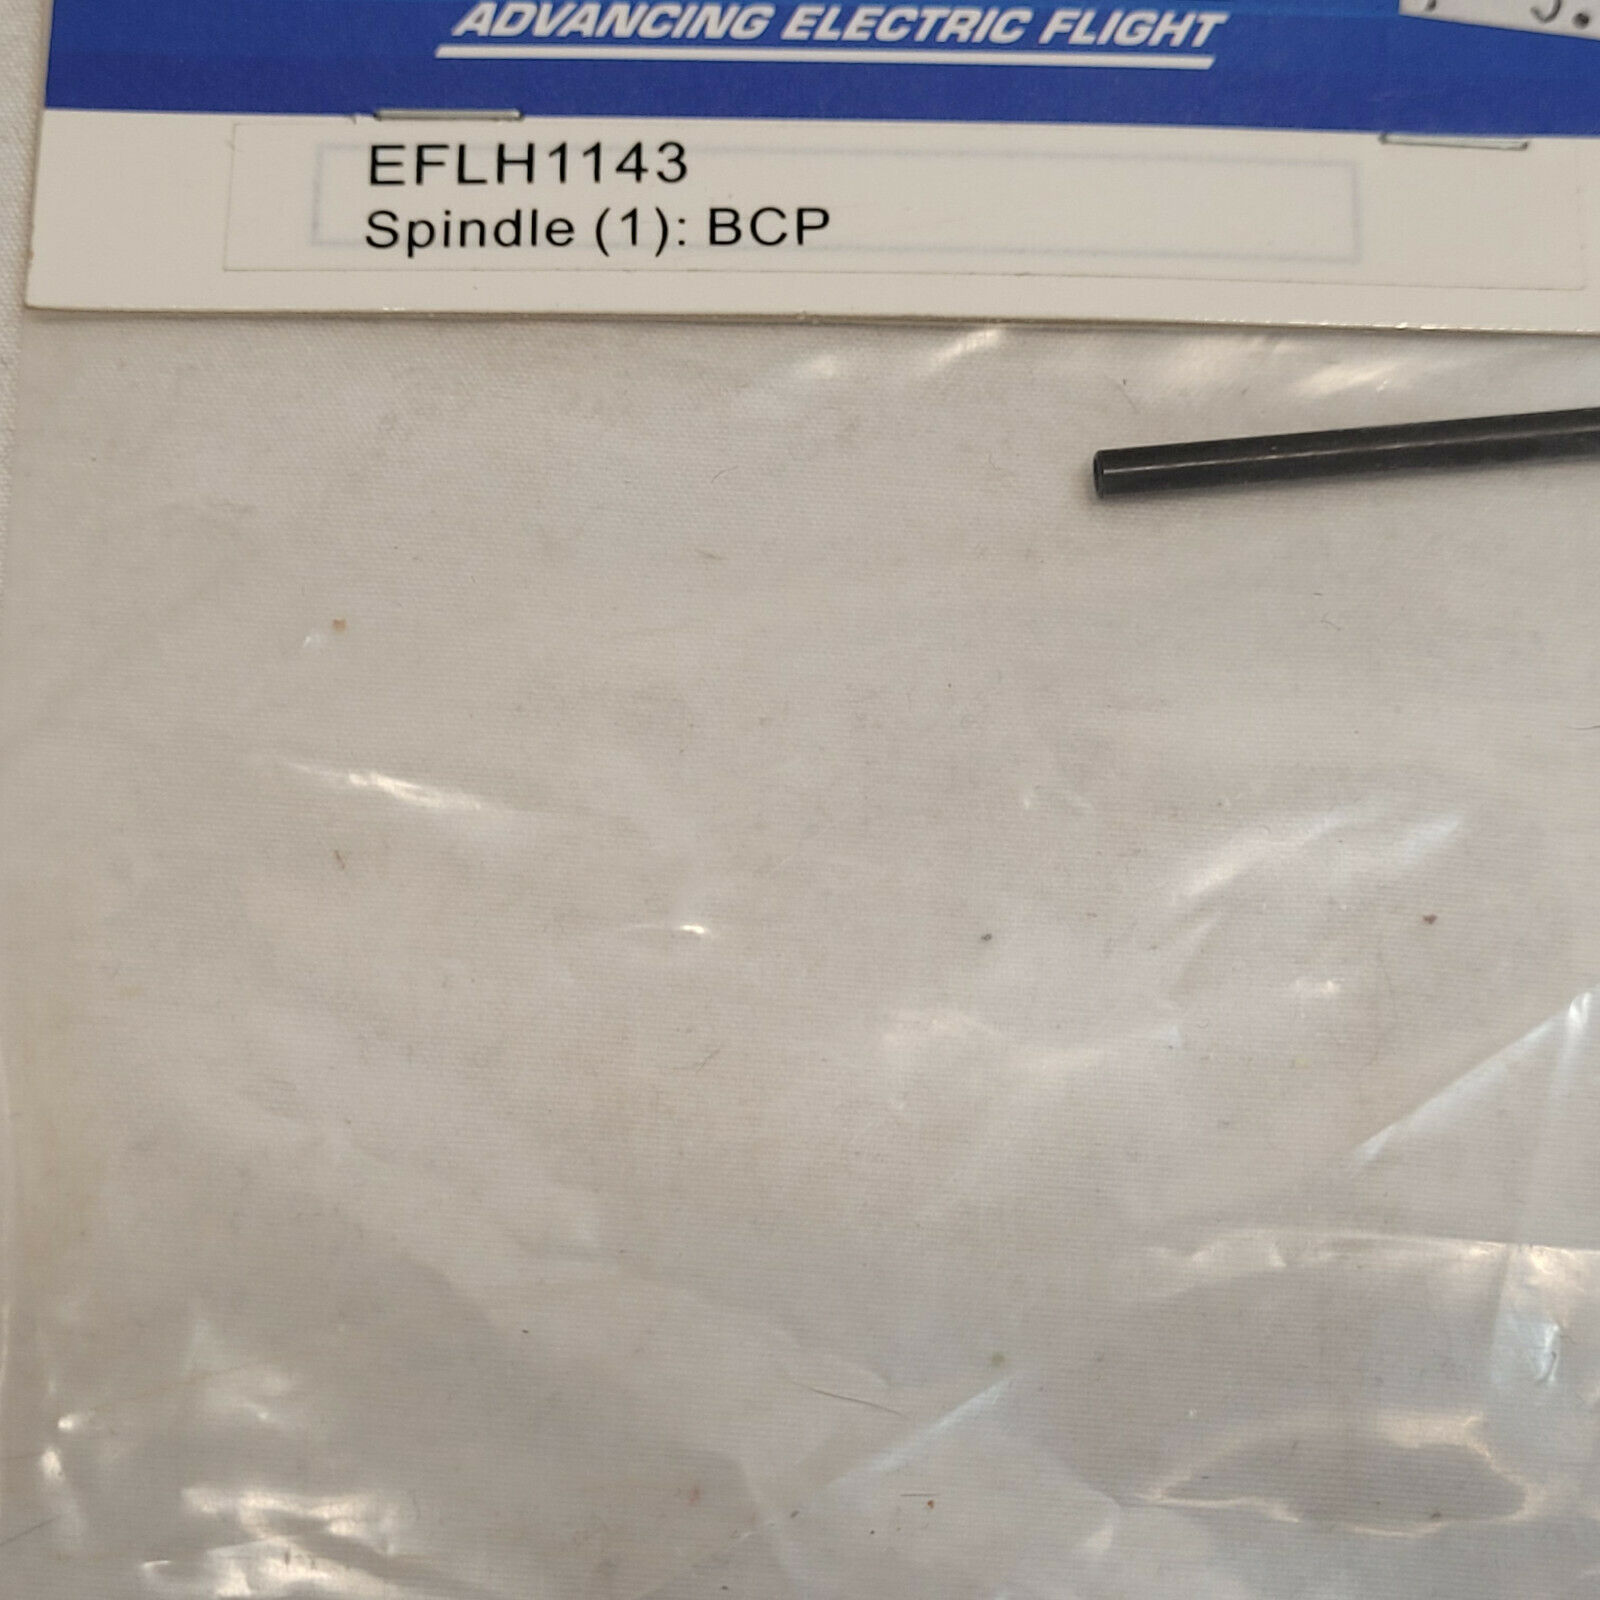 ADVANCING ELECTRIC FLIGHT
EFLH1143
Spindle (1): BCP